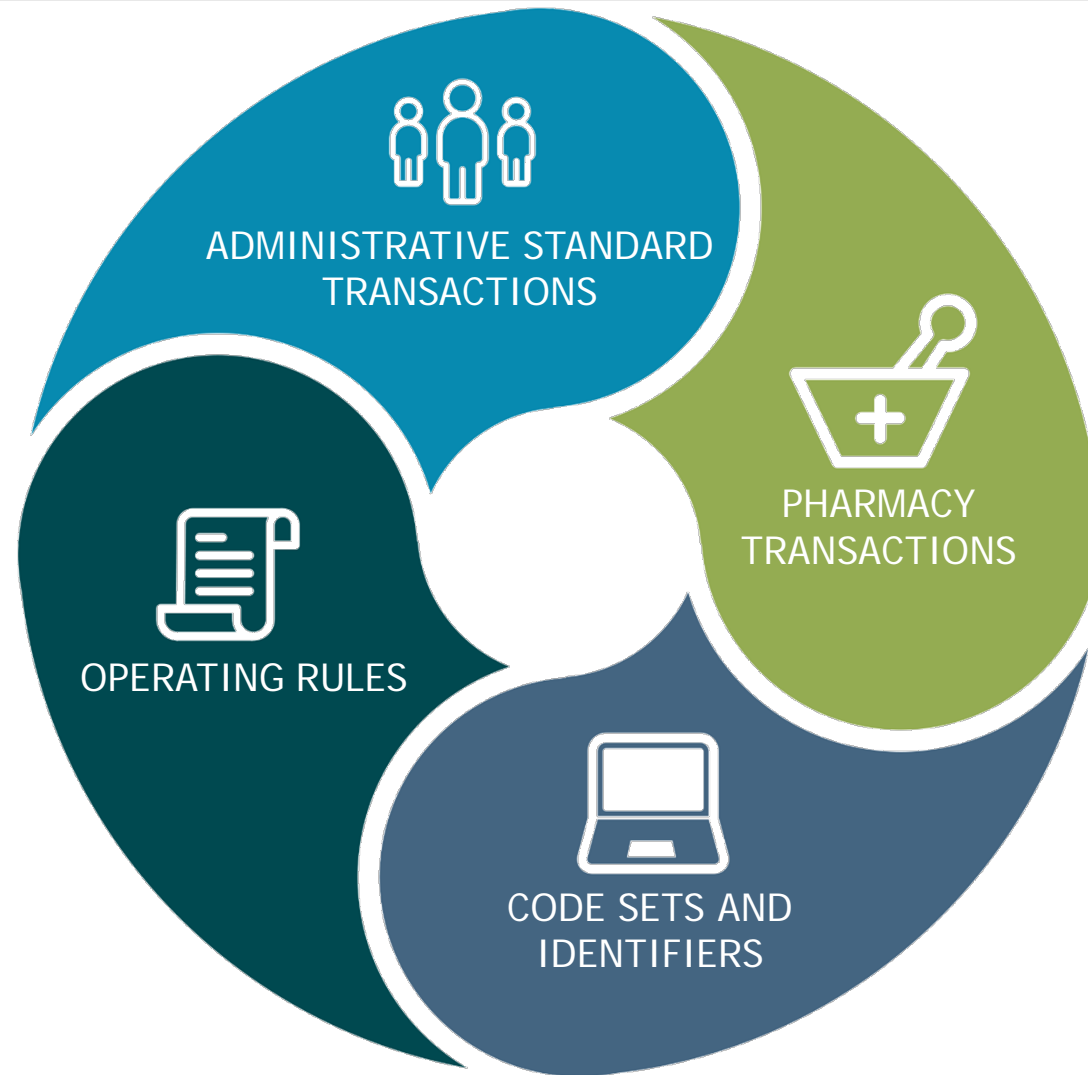 ADMINISTRATIVE STANDARD
TRANSACTIONS
PHARMACY
TRANSACTIONS
OPERATING RULES
CODE SETS AND
IDENTIFIERS